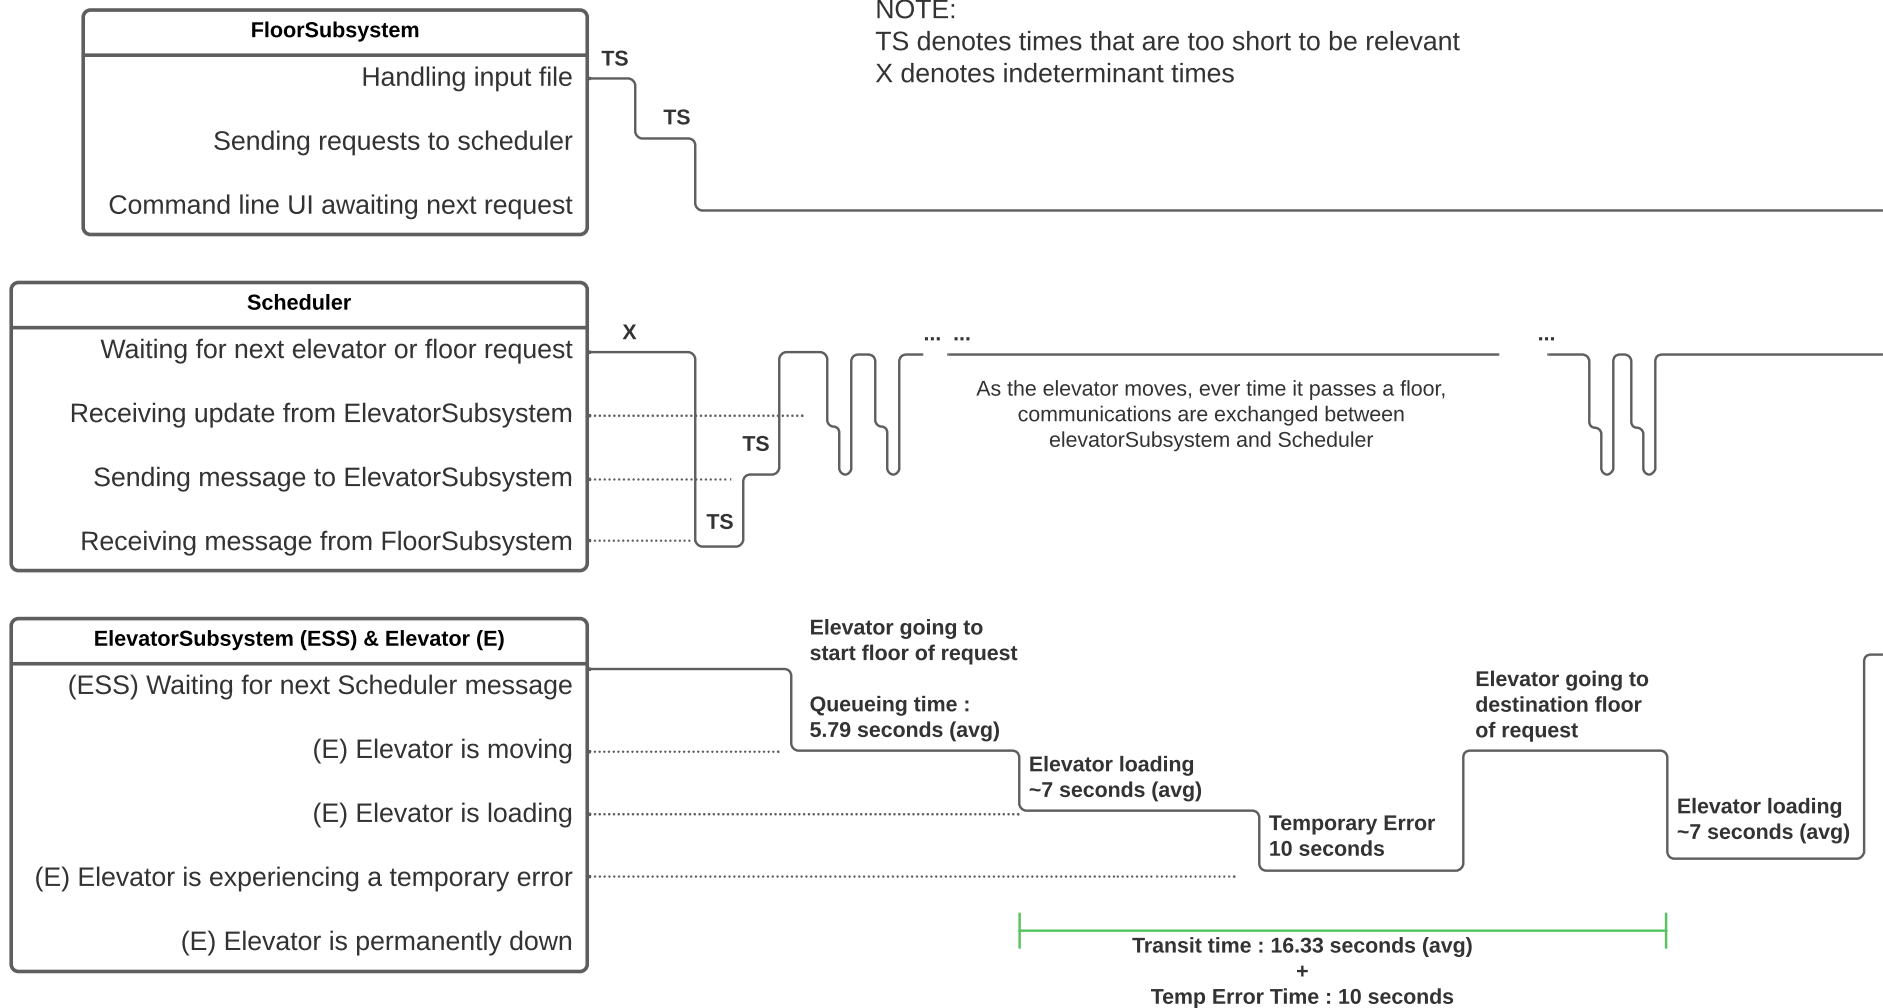 NOTE:
TS denotes times that are too short to be relevant
X denotes indeterminant times
FloorSubsystem
Handling input file
Sending requests to scheduler
Command line UI awaiting next request
TS
TS
Scheduler
Waiting for next elevator or floor request
Receiving update from ElevatorSubsystem
Sending message to ElevatorSubsystem
Receiving message from FloorSubsystem
X
TS
TS
... ...
...
As the elevator moves, ever time it passes a floor,
communications are exchanged between
elevatorSubsystem and Scheduler
ElevatorSubsystem (ESS) & Elevator (E)
(ESS) Waiting for next Scheduler message
(E) Elevator is moving
(E) Elevator is loading
(E) Elevator is experiencing a temporary error
(E) Elevator is permanently down
Elevator going to
start floor of request
Queueing time :
5.79 seconds (avg)
Elevator loading
~7 seconds (avg)
Temporary Error
10 seconds
Elevator going to
destination floor
of request
Elevator loading
~7 seconds (avg)
Transit time : 16.33 seconds (avg)
+
Temp Error Time : 10 seconds